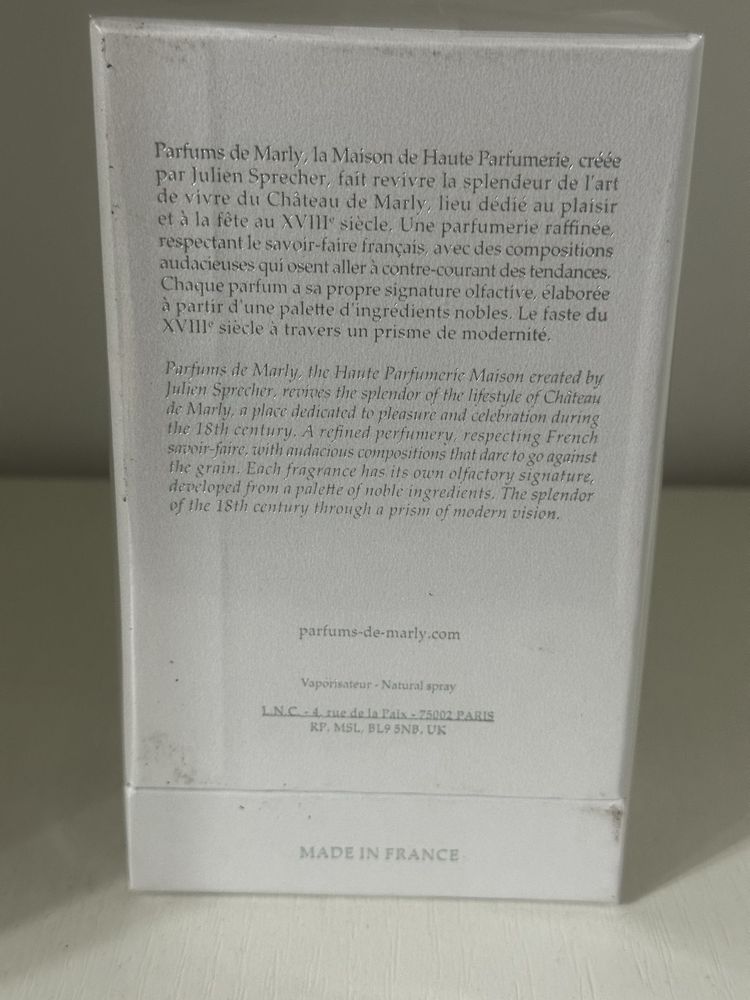 Parfums de Marly, la Maison de Haute Parfumerie, créée
par Julien Sprecher, fait revivre la splendeur de l'art
de vivre du Château de Marly, lieu dédié au plaisir
et à la fête au XVIIIe siècle. Une parfumerie raffinée,
respectant le savoir-faire français, avec des compositions
audacieuses qui osent aller à contre-courant des tendances.
Chaque parfum a sa propre signature olfactive, élaborée
à partir d'une palette d'ingrédients nobles. Le faste du
XVIIIe siècle à travers un prisme de modernité.
Parfums de Marly, the Haute Parfumerie Maison created by
Julien Sprecher, revives the splendor of the lifestyle of Château
de Marly, a place dedicated to pleasure and celebration during
the 18th century. A refined perfumery, respecting French
savoir-faire, with audacious compositions that dare to go against
the grain. Each fragrance has its own olfactory signature,
developed from a palette of noble ingredients. The splendor
of the 18th century through a prism of modern vision.
parfums-de-marly.com
Vaporisateur - Natural spray
L.N.C. - 4, rue de la Paix - 75002 PARIS
RP, MSL, BL9 5NB, UK
MADE IN FRANCE